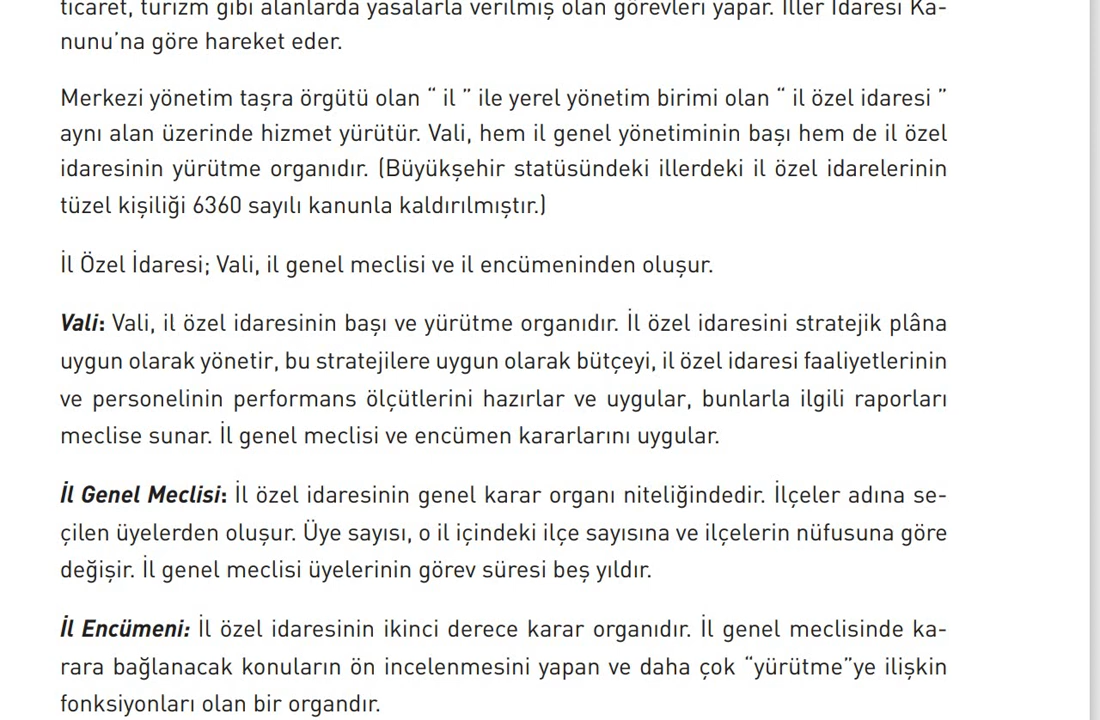 ticaret, turizm gibi alanlarda yasalarla verilmiş olan görevleri yapar. İller İdaresi Ka-
nunu'na göre hareket eder.
Merkezi yönetim taşra örgütü olan “ il ” ile yerel yönetim birimi olan “ il özel idaresi ”
aynı alan üzerinde hizmet yürütür. Vali, hem il genel yönetiminin başı hem de il özel
idaresinin yürütme organıdır. (Büyükşehir statüsündeki illerdeki il özel idarelerinin
tüzel kişiliği 6360 sayılı kanunla kaldırılmıştır.)
İl Özel İdaresi; Vali, il genel meclisi ve il encümeninden oluşur.
Vali: Vali, il özel idaresinin başı ve yürütme organıdır. İl özel idaresini stratejik plâna
uygun olarak yönetir, bu stratejilere uygun olarak bütçeyi, il özel idaresi faaliyetlerinin
ve personelinin performans ölçütlerini hazırlar ve uygular, bunlarla ilgili raporları
meclise sunar. İl genel meclisi ve encümen kararlarını uygular.
İl Genel Meclisi: İl özel idaresinin genel karar organı niteliğindedir. İlçeler adına se-
çilen üyelerden oluşur. Üye sayısı, o il içindeki ilçe sayısına ve ilçelerin nüfusuna göre
değişir. İl genel meclisi üyelerinin görev süresi beş yıldır.
İl Encümeni: İl özel idaresinin ikinci derece karar organıdır. İl genel meclisinde ka-
rara bağlanacak konuların ön incelenmesini yapan ve daha çok “yürütme”ye ilişkin
fonksiyonları olan bir organdır.